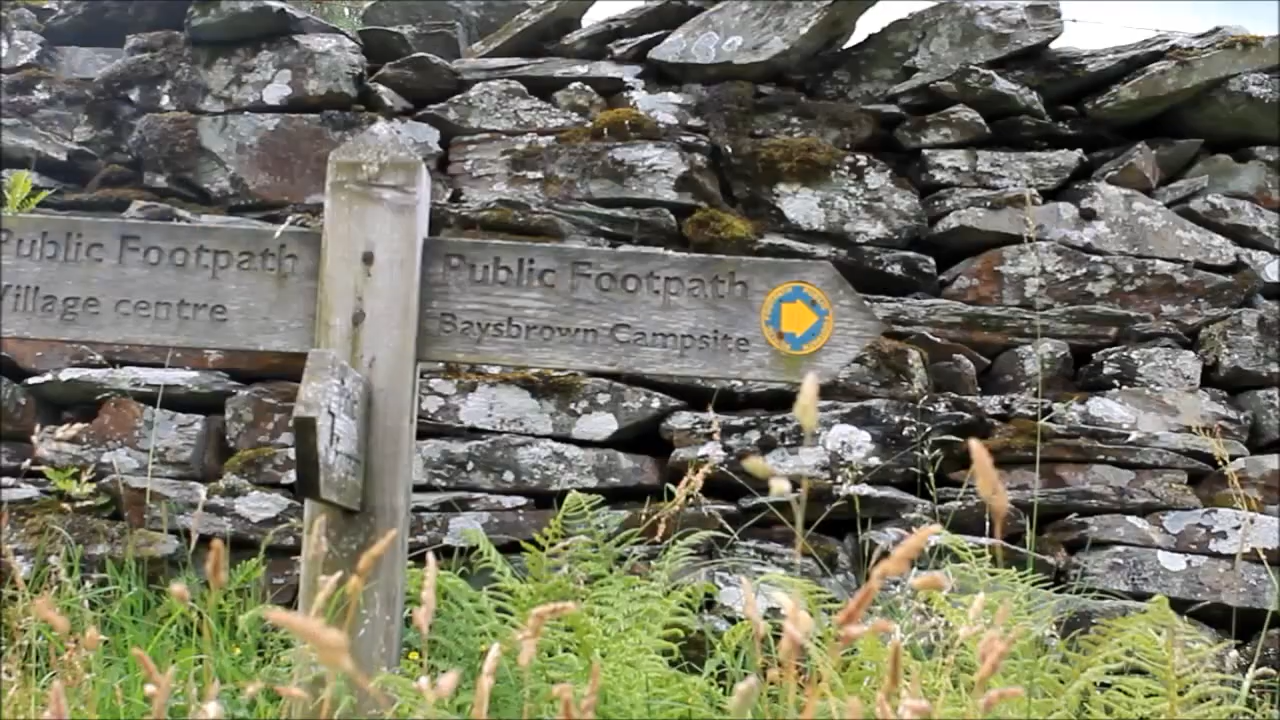 Public Footpath
Village centre
Public Footpath
Baysbrown Campsite